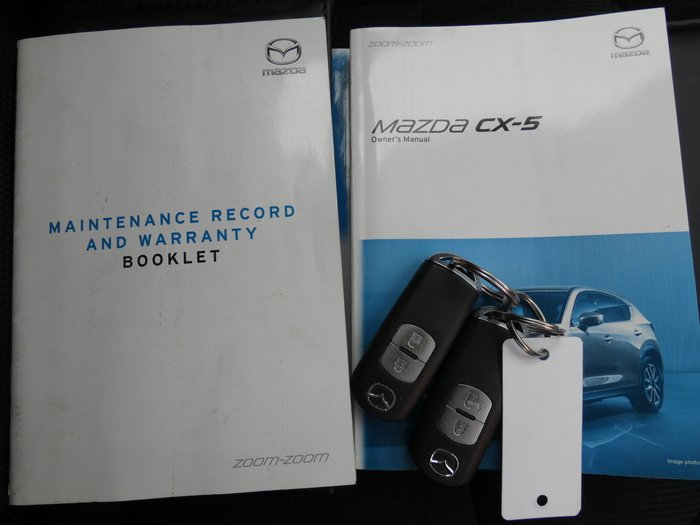 mazda
MAINTENANCE RECORD
AND WARRANTY
BOOKLET
zoom-zoom
zoom-zoom
mazda
mazda CX-5
Owner's Manual
Image photo